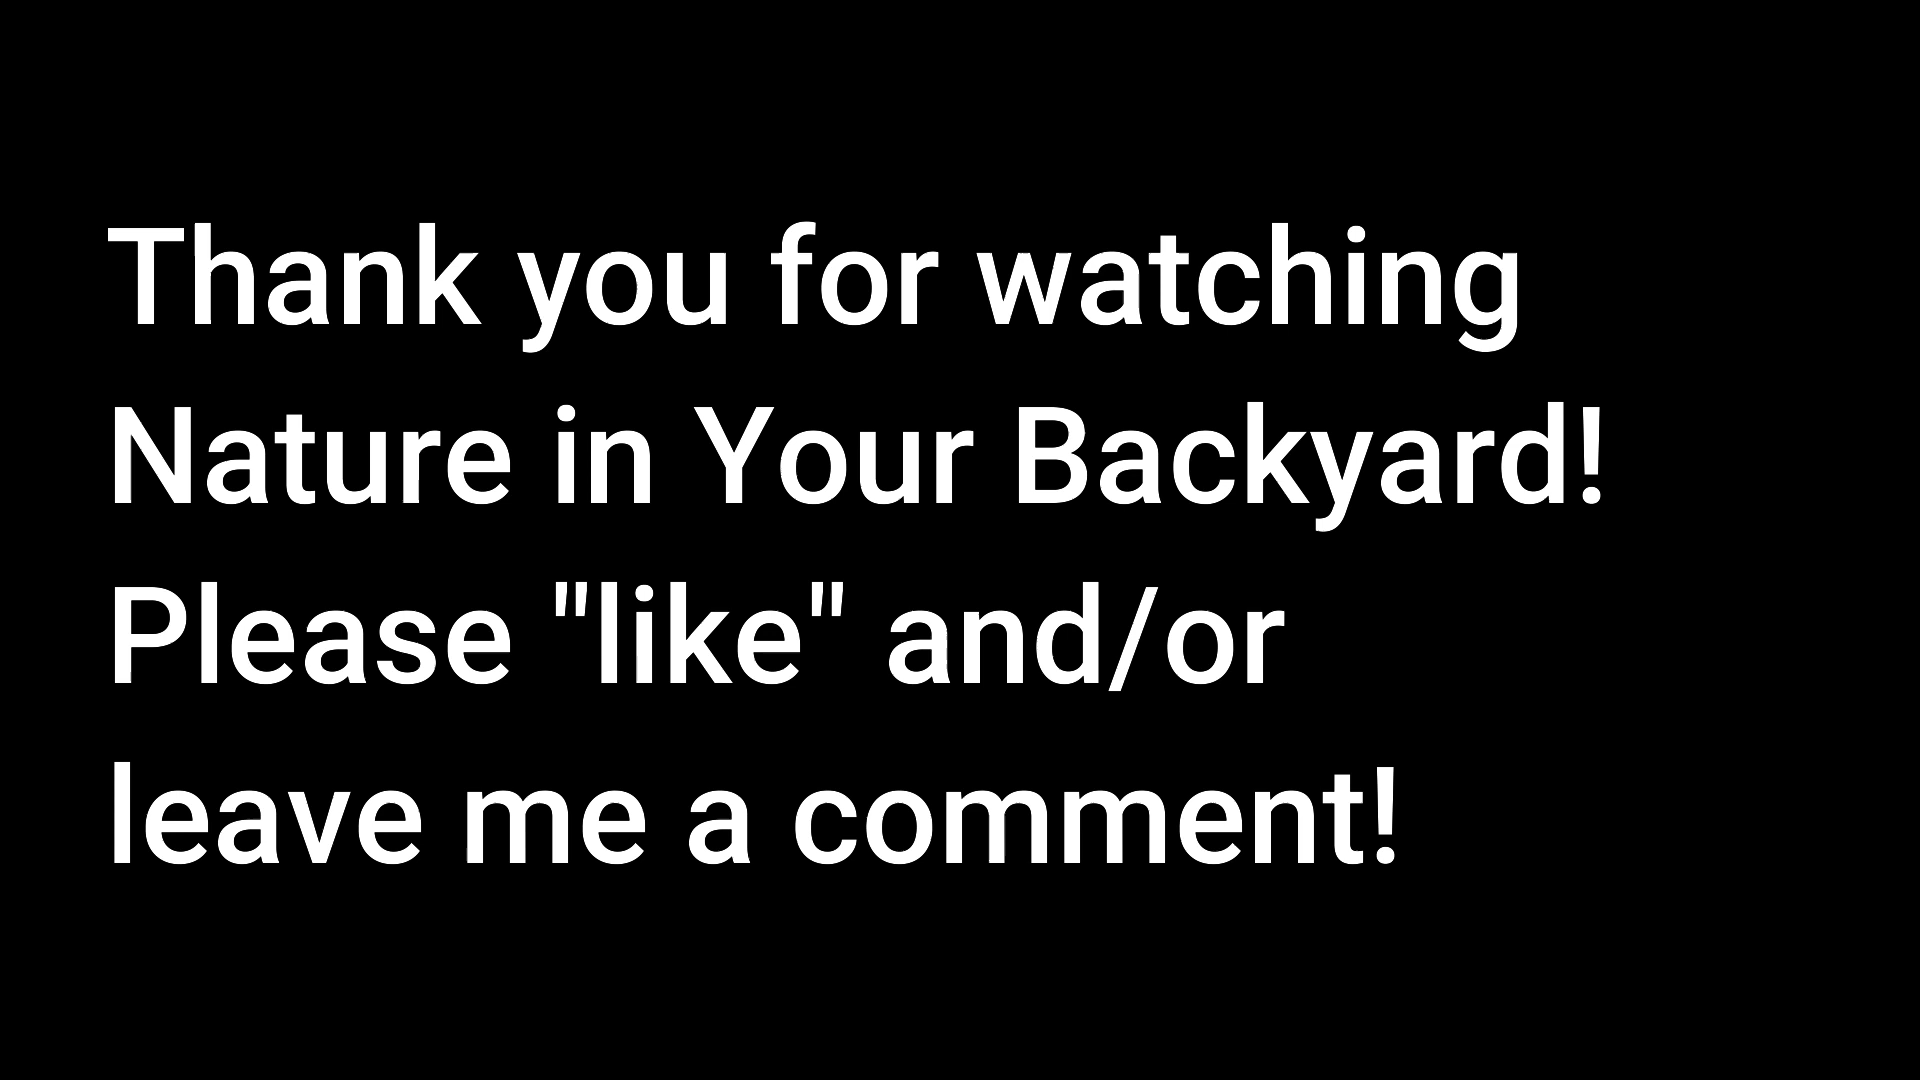 Thank you for watching
Nature in Your Backyard!
Please "like" and/or
leave me a comment!